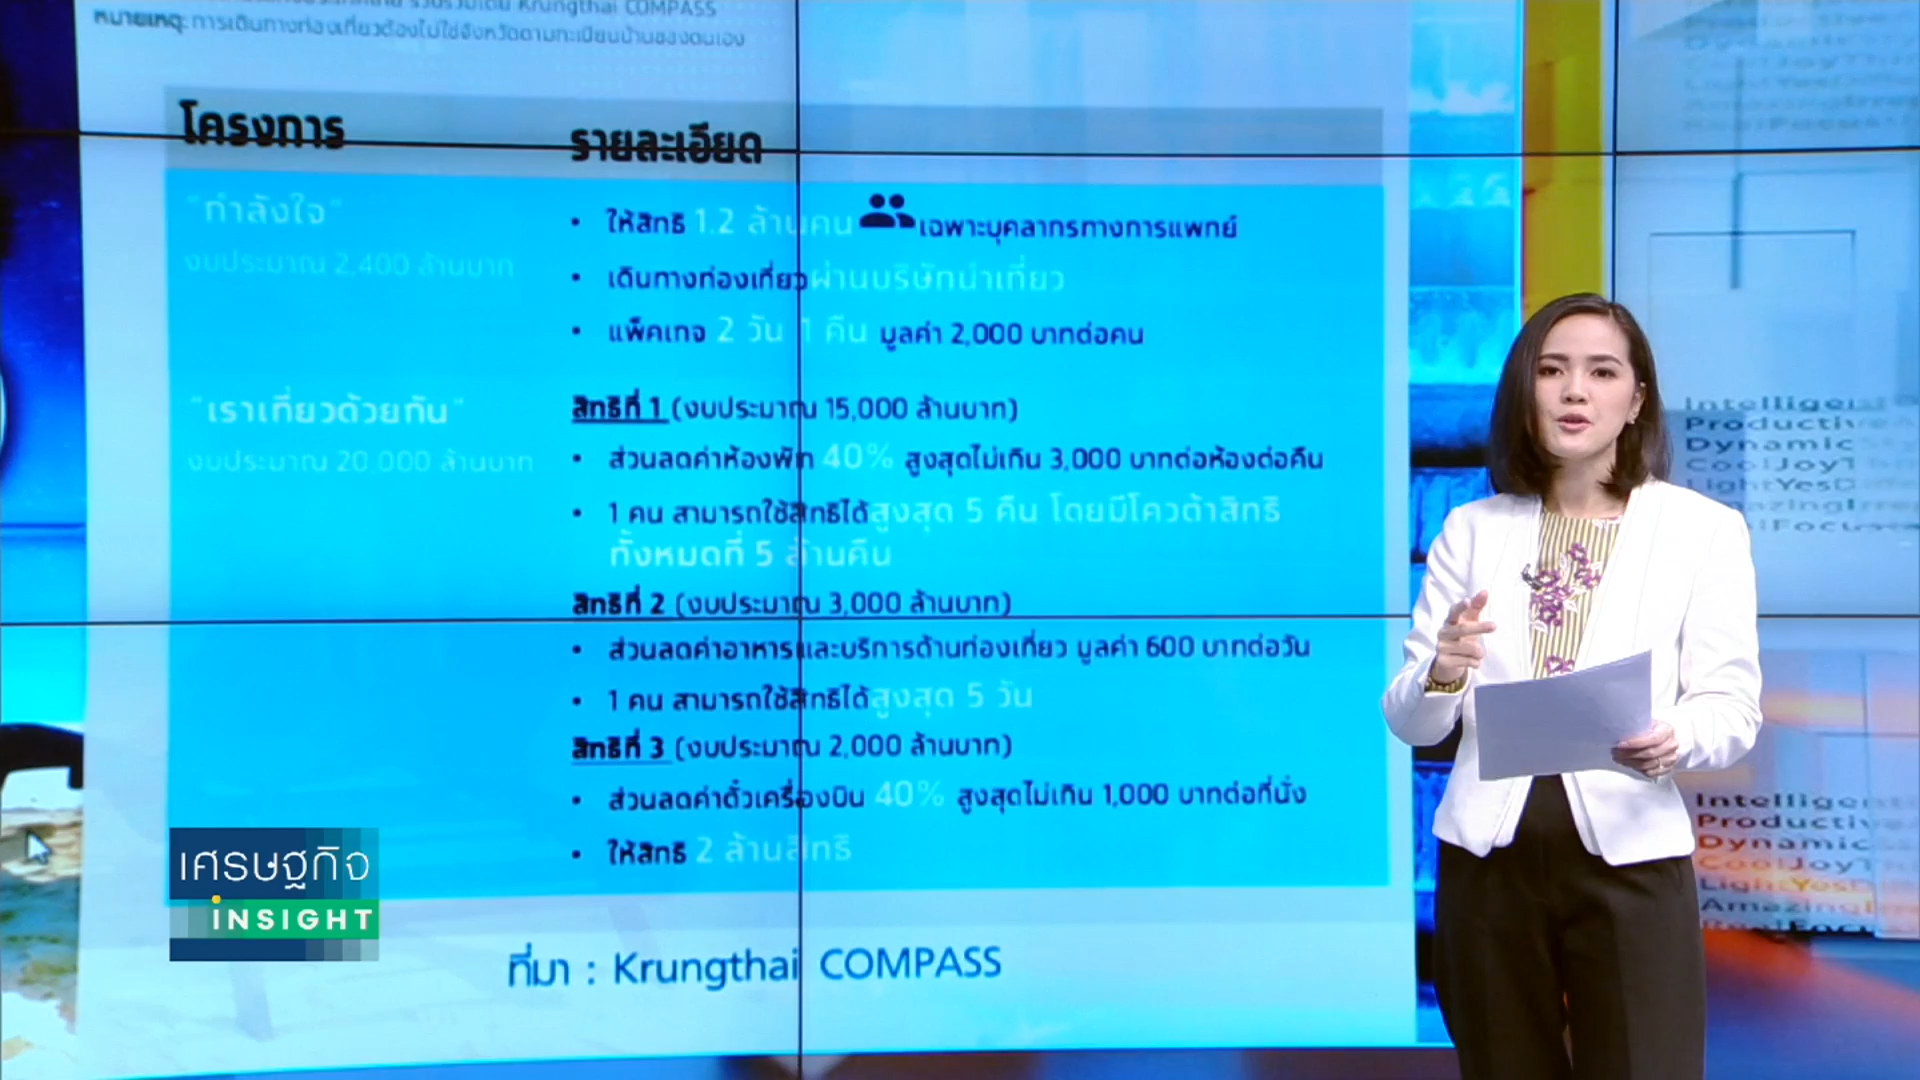 Krungthai COMPASS
หมายเหตุ: การเดินทางท่องเที่ยวต้องไม่ใช่จังหวัดตามทะเบียนบ้านของตนเอง
โครงการ รายละเอียด
"กำลังใจ"
งบประมาณ 2,400 ล้านบาท
• ให้สิทธิ 1.2 ล้านคน เฉพาะบุคลากรทางการแพทย์
• เดินทางท่องเที่ยวผ่านบริษัทนำเที่ยว
• แพ็คเกจ 2 วัน 1 คืน มูลค่า 2,000 บาทต่อคน
"เราเที่ยวด้วยกัน"
งบประมาณ 20,000 ล้านบาท
สิทธิที่ 1 (งบประมาณ 15,000 ล้านบาท)
• ส่วนลดค่าห้องพัก 40% สูงสุดไม่เกิน 3,000 บาทต่อห้องต่อคืน
• 1 คน สามารถใช้สิทธิได้สูงสุด 5 คืน โดยมีโควต้าสิทธิ
ทั้งหมดที่ 5 ล้านคืน
สิทธิที่ 2 (งบประมาณ 3,000 ล้านบาท)
• ส่วนลดค่าอาหารและบริการด้านท่องเที่ยว มูลค่า 600 บาทต่อวัน
• 1 คน สามารถใช้สิทธิได้สูงสุด 5 วัน
สิทธิที่ 3 (งบประมาณ 2,000 ล้านบาท)
• ส่วนลดค่าตั๋วเครื่องบิน 40% สูงสุดไม่เกิน 1,000 บาทต่อที่นั่ง
• ให้สิทธิ 2 ล้านสิทธิ
ที่มา : Krungthai COMPASS
เศรษฐกิจ
INSIGHT
Intelligent
Productive
Dynamic
CoolJoy
LightYes
Intelligent
Productive
Dynamic
CoolJoy
LightYes
Amazing